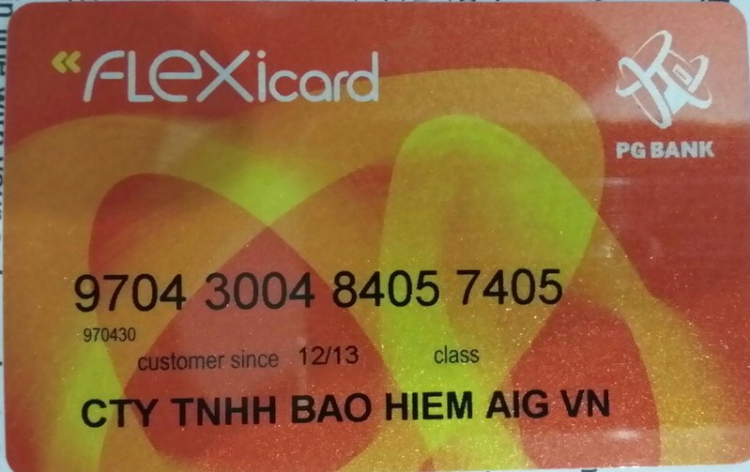 « FLEXicard
PG BANK
9704 3004 8405 7405
970430
customer since 12/13 class
CTY TNHH BAO HIEM AIG VN